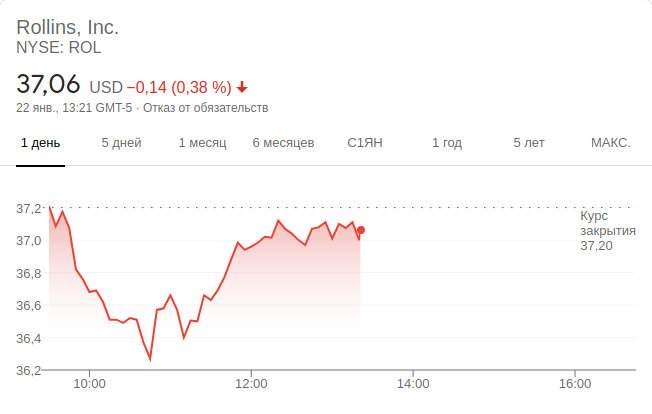 Rollins, Inc.
NYSE: ROL
37,06 USD −0,14 (0,38 %)
22 янв., 13:21 GMT-5 · Отказ от обязательств
1 день 5 дней 1 месяц 6 месяцев С1ЯН 1 год 5 лет МАКС.
37,2
Курс
закрытия
37,20
37,0
36,8
36,6
36,4
36,2
10:00 12:00 14:00 16:00